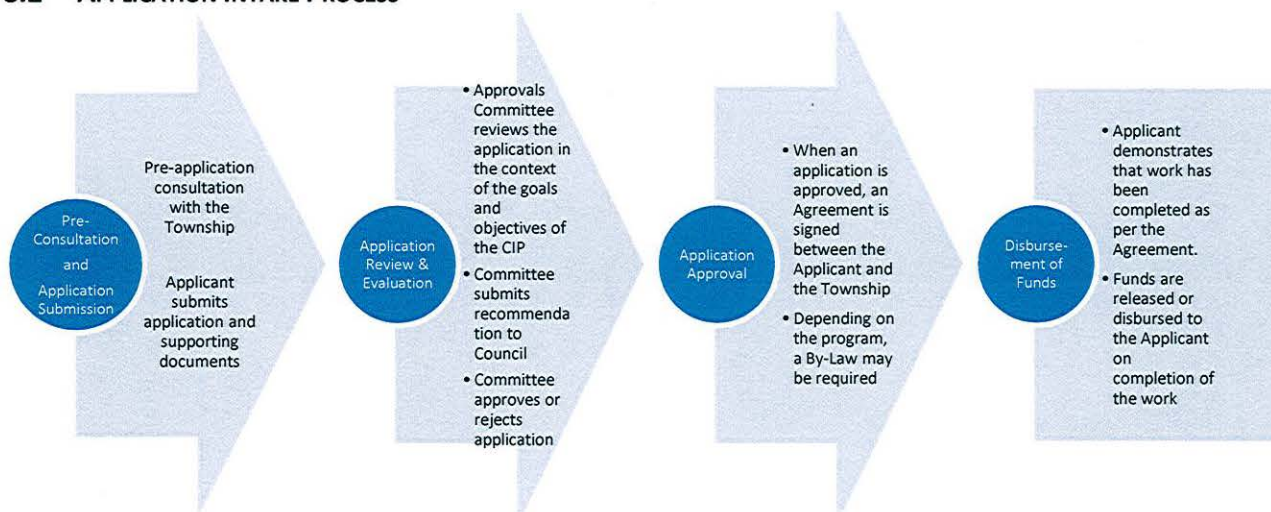 APPLICATION INTAKE PROCESS
Pre-
Consultation
and
Application
Submission
Pre-application
consultation
with the
Township
Applicant
submits
application and
supporting
documents
Application
Review &
Evaluation
• Approvals
Committee
reviews the
application in
the context
of the goals
and
objectives of
the CIP
• Committee
submits
recommenda
tion to
Council
• Committee
approves or
rejects
application
Application
Approval
• When an
application is
approved, an
Agreement is
signed
between the
Applicant and
the Township
• Depending on
the program,
a By-Law may
be required
Disburse-
ment of
Funds
• Applicant
demonstrates
that work has
been
completed as
per the
Agreement.
• Funds are
released or
disbursed to
the Applicant
on
completion of
the work